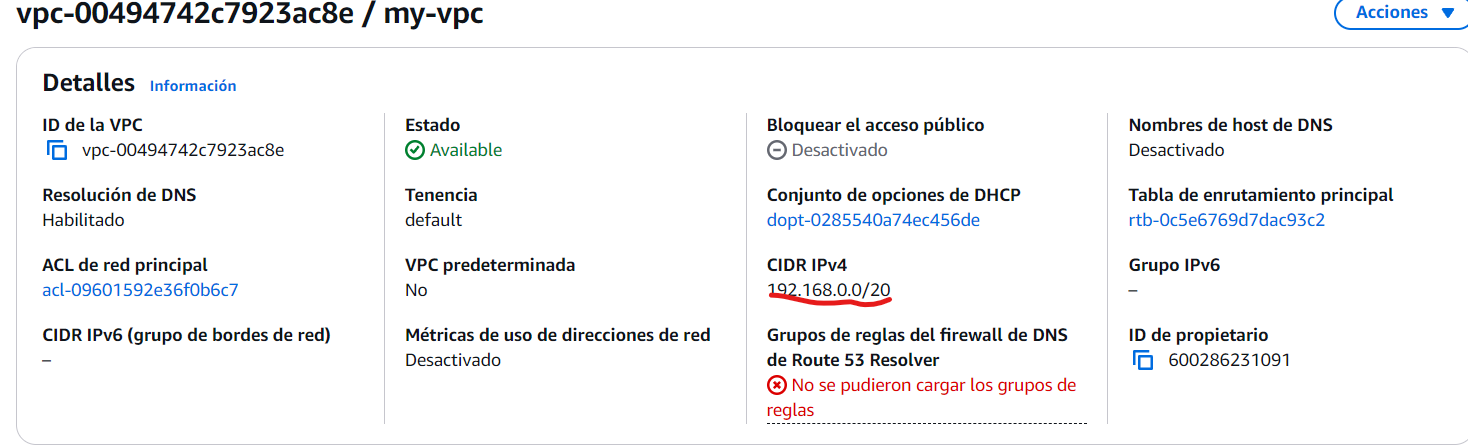 vpc-00494742c7923ac8e / my-vpc
Acciones
Detalles Información
ID de la VPC
vpc-00494742c7923ac8e
Estado
Available
Bloquear el acceso público
Desactivado
Nombres de host de DNS
Desactivado
Resolución de DNS
Habilitado
Tenencia
default
Conjunto de opciones de DHCP
dopt-0285540a74ec456de
Tabla de enrutamiento principal
rtb-0c5e6769d7dac93c2
ACL de red principal
acl-09601592e36f0b6c7
VPC predeterminada
No
CIDR IPv4
192.168.0.0/20
Grupo IPv6
–
CIDR IPv6 (grupo de bordes de red)
–
Métricas de uso de direcciones de red
Desactivado
Grupos de reglas del firewall de DNS
de Route 53 Resolver
No se pudieron cargar los grupos de
reglas
ID de propietario
600286231091